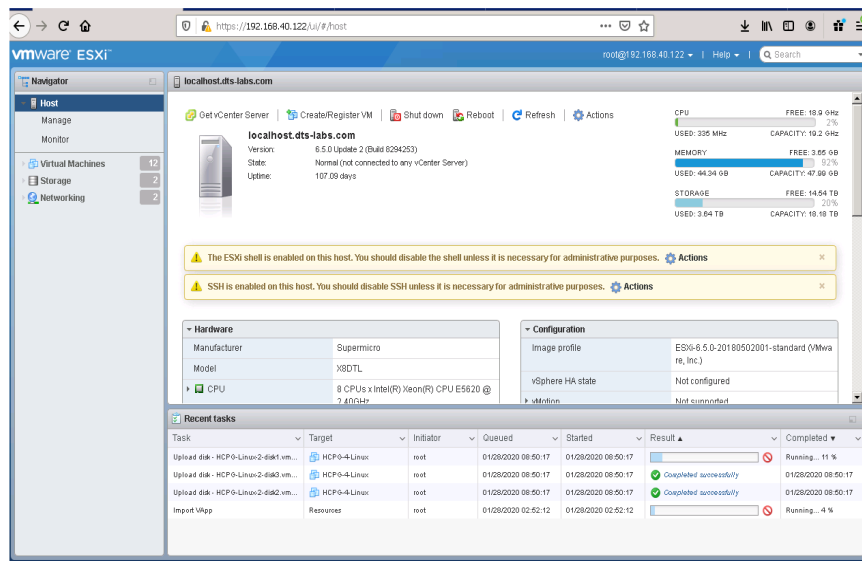 https://192.168.40.122/ui/#/host
vmware ESXi™
root@192.168.40.122 | Help | Search
Navigator
localhost.dts-labs.com
Host
Manage
Monitor
Virtual Machines 12
Storage 2
Networking 2
Get vCenter Server | Create/Register VM | Shut down Reboot | Refresh | Actions
localhost.dts-labs.com
Version: 6.5.0 Update 2 (Build 8294253)
State: Normal (not connected to any vCenter Server)
Uptime: 107.09 days
CPU FREE: 18.9 GHz
2%
USED: 335 MHz CAPACITY: 19.2 GHz
MEMORY FREE: 3.65 GB
92%
USED: 44.34 GB CAPACITY: 47.99 GB
STORAGE FREE: 14.54 TB
20%
USED: 3.64 TB CAPACITY: 18.18 TB
The ESXi shell is enabled on this host. You should disable the shell unless it is necessary for administrative purposes. Actions
SSH is enabled on this host. You should disable SSH unless it is necessary for administrative purposes. Actions
Hardware
Manufacturer Supermicro
Model X8DTL
CPU 8 CPUs x Intel(R) Xeon(R) CPU E5620 @
2.40GHz
Configuration
Image profile ESXi-6.5.0-20180502001-standard (VMwa
re, Inc.)
vSphere HA state Not configured
vMotion Not supported
Recent tasks
Task Target Initiator Queued Started Result Completed
Upload disk - HCPG-Linux-2-disk1.vm... HCPG-4-Linux root 01/28/2020 08:50:17 01/28/2020 08:50:17 Running... 11 %
Upload disk - HCPG-Linux-2-disk3.vm... HCPG-4-Linux root 01/28/2020 08:50:17 01/28/2020 08:50:17 Completed successfully 01/28/2020 08:50:17
Upload disk - HCPG-Linux-2-disk2.vm... HCPG-4-Linux root 01/28/2020 08:50:17 01/28/2020 08:50:17 Completed successfully 01/28/2020 08:50:17
Import VApp Resources root 01/28/2020 02:52:12 01/28/2020 02:52:12 Running... 4 %